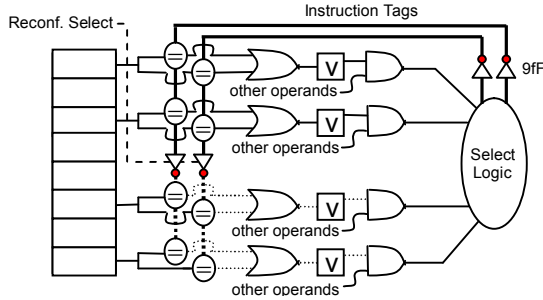 Instruction Tags
Reconf. Select
9fF
= =
V
other operands
= =
V
other operands
Select
Logic
= =
V
other operands
= =
V
other operands